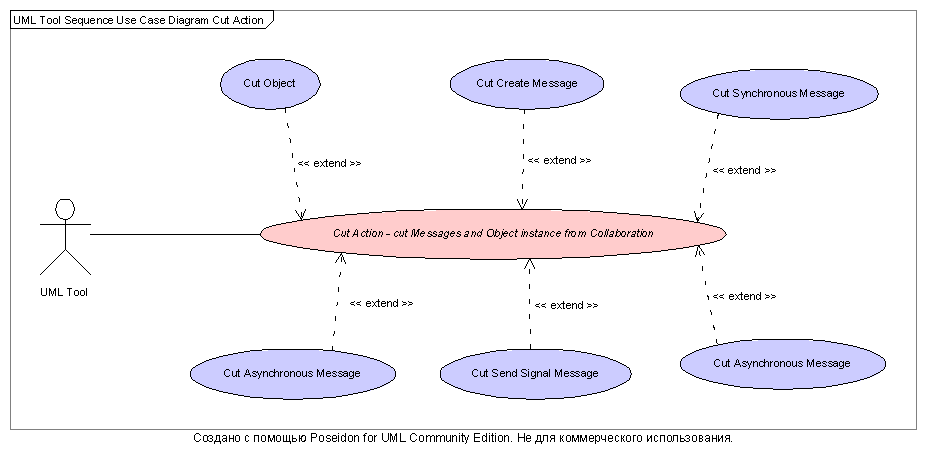 UML Tool Sequence Use Case Diagram Cut Action
Cut Object
Cut Create Message
Cut Synchronous Message
<< extend >>
<< extend >>
<< extend >>
Cut Action - cut Messages and Object instance from Collaboration
UML Tool
<< extend >>
<< extend >>
<< extend >>
Cut Asynchronous Message
Cut Send Signal Message
Cut Asynchronous Message
Создано с помощью Poseidon for UML Community Edition. Не для коммерческого использования.